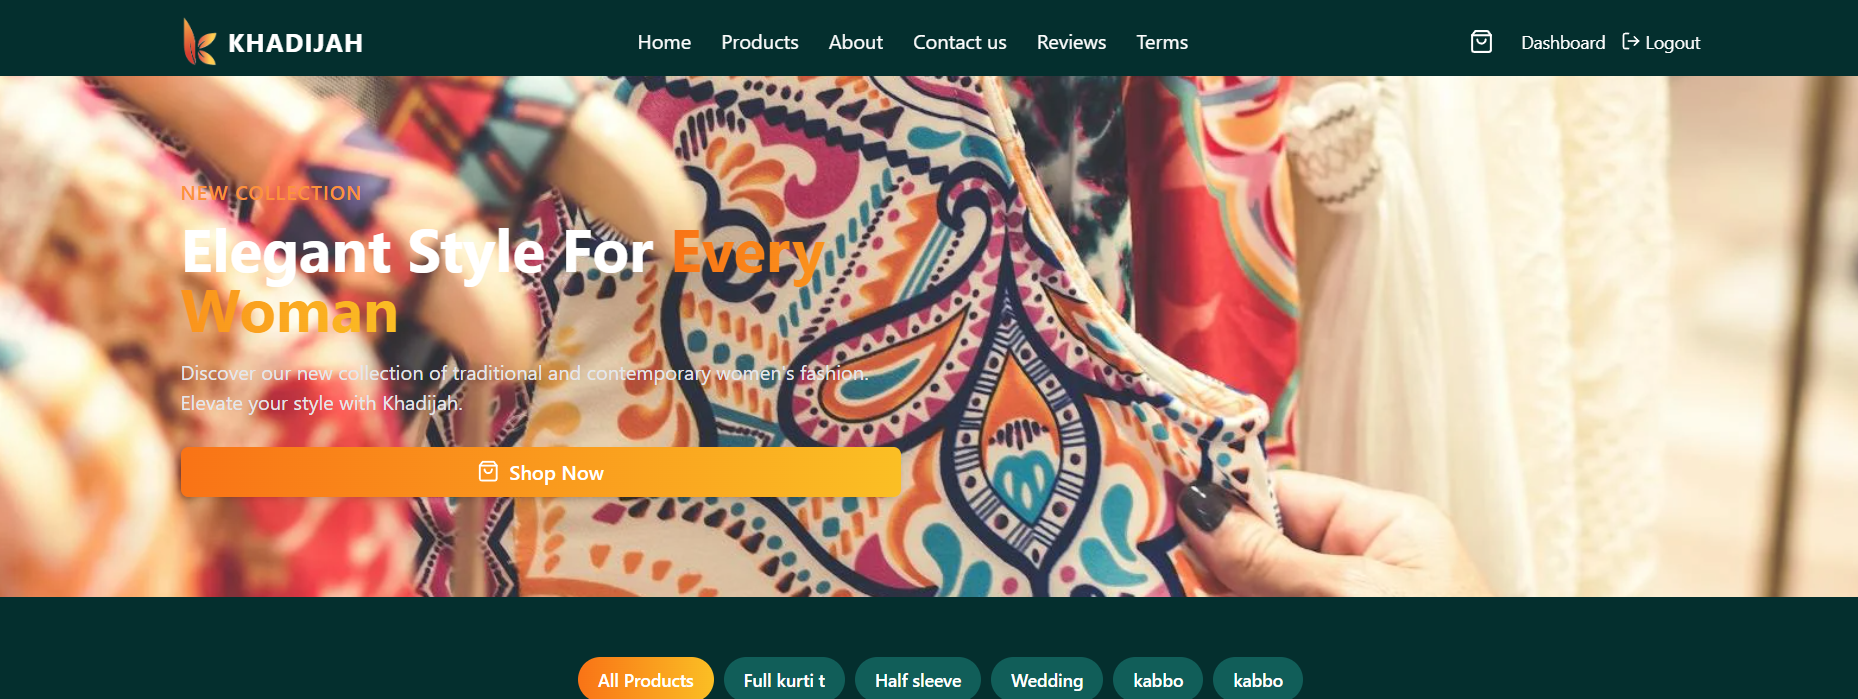 KHADIJAH
Home Products About Contact us Reviews Terms
Dashboard Logout
NEW COLLECTION
Elegant Style For Every
Woman
Discover our new collection of traditional and contemporary women's fashion.
Elevate your style with Khadijah.
Shop Now
All Products Full kurti t Half sleeve Wedding kabbo kabbo